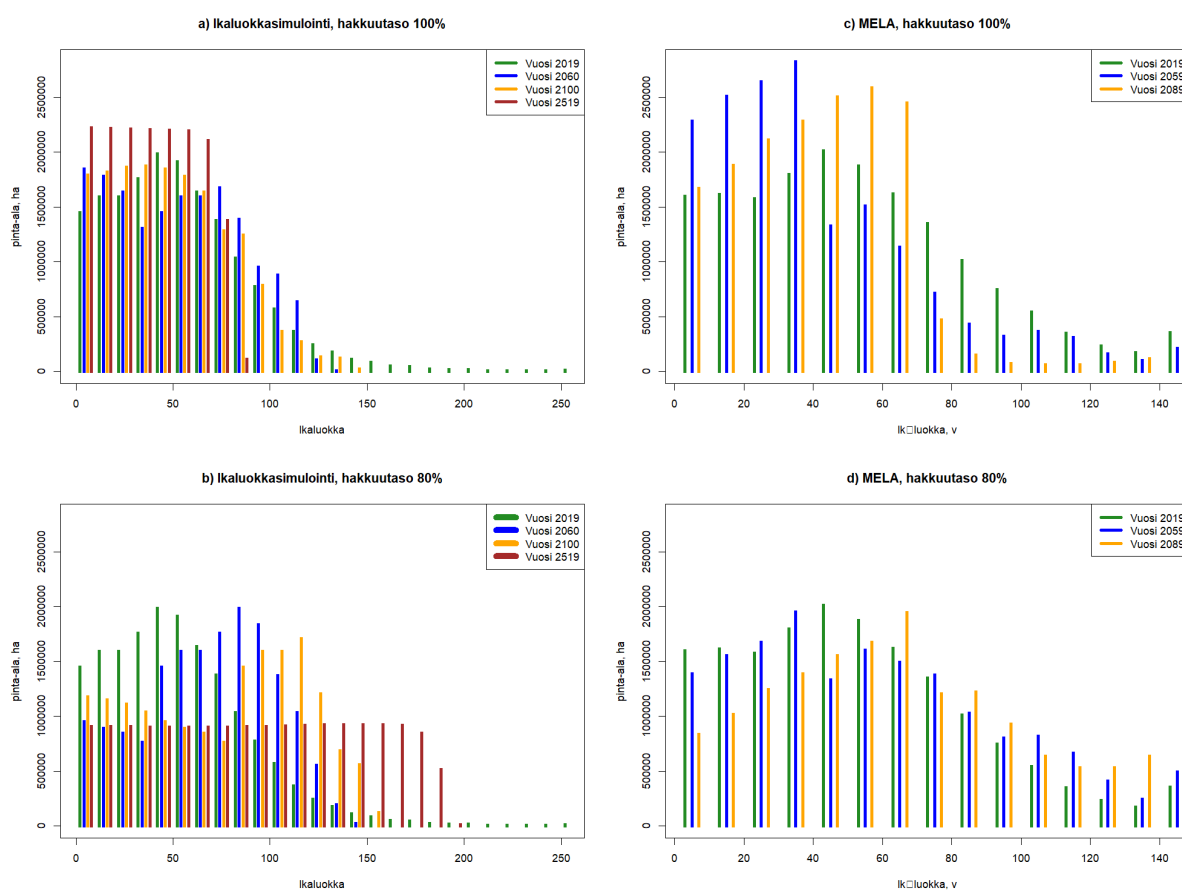 a) Ikaluokkasimulointi, hakkuutaso 100%
Vuosi 2019
Vuosi 2060
Vuosi 2100
Vuosi 2519
pinta-ala, ha
2500000
2000000
1500000
1000000
500000
0
0 50 100 150 200 250
Ikaluokka
c) MELA, hakkuutaso 100%
Vuosi 2019
Vuosi 2059
Vuosi 2089
pinta-ala, ha
2500000
2000000
1500000
1000000
500000
0
0 20 40 60 80 100 120 140
Ik□luokka, v
b) Ikaluokkasimulointi, hakkuutaso 80%
Vuosi 2019
Vuosi 2060
Vuosi 2100
Vuosi 2519
pinta-ala, ha
2500000
2000000
1500000
1000000
500000
0
0 50 100 150 200 250
Ikaluokka
d) MELA, hakkuutaso 80%
Vuosi 2019
Vuosi 2059
Vuosi 2089
pinta-ala, ha
2500000
2000000
1500000
1000000
500000
0
0 20 40 60 80 100 120 140
Ik□luokka, v